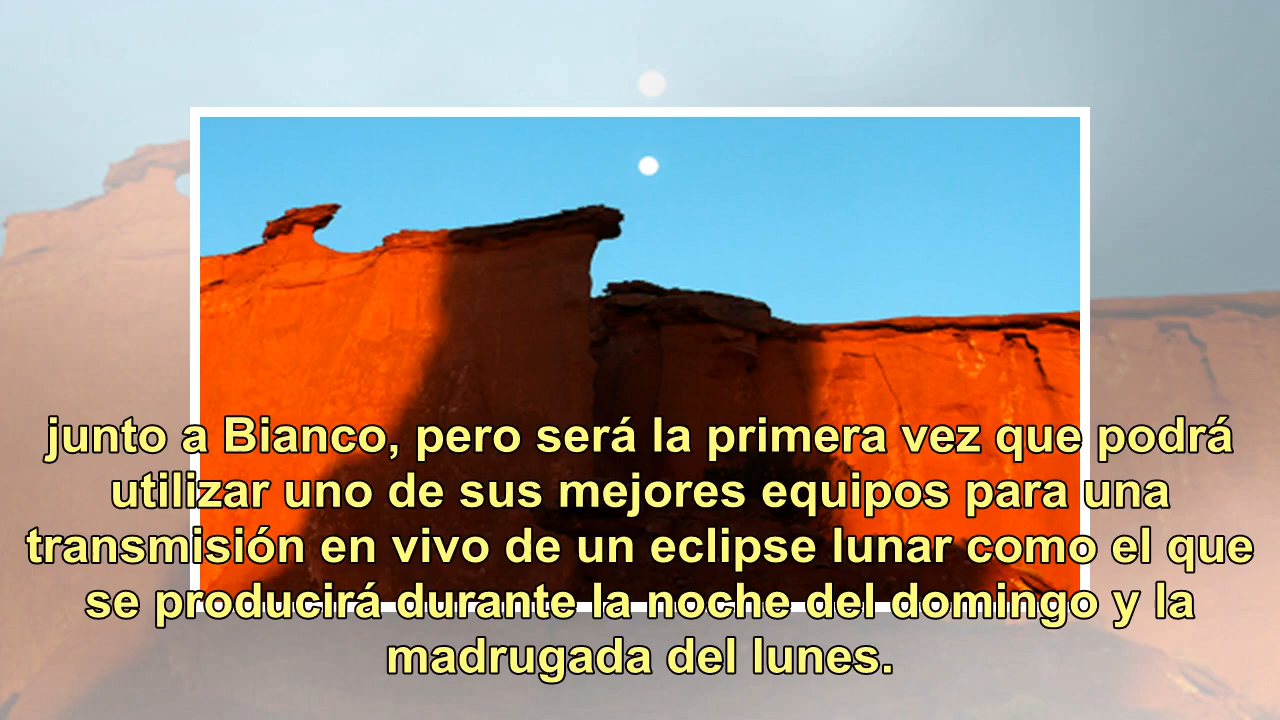 junto a Bianco, pero será la primera vez que podrá
utilizar uno de sus mejores equipos para una
transmisión en vivo de un eclipse lunar como el que
se producirá durante la noche del domingo y la
madrugada del lunes.